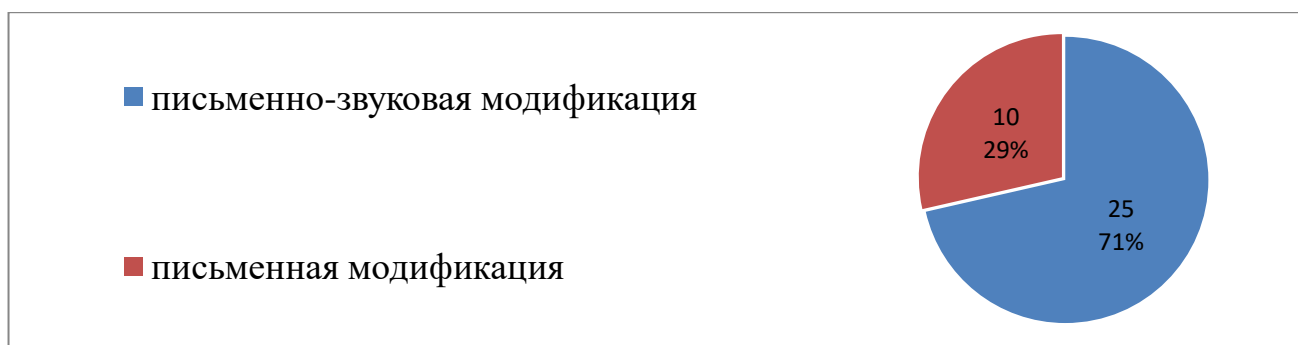 письменно-звуковая модификация
письменная модификация
10
29%
25
71%